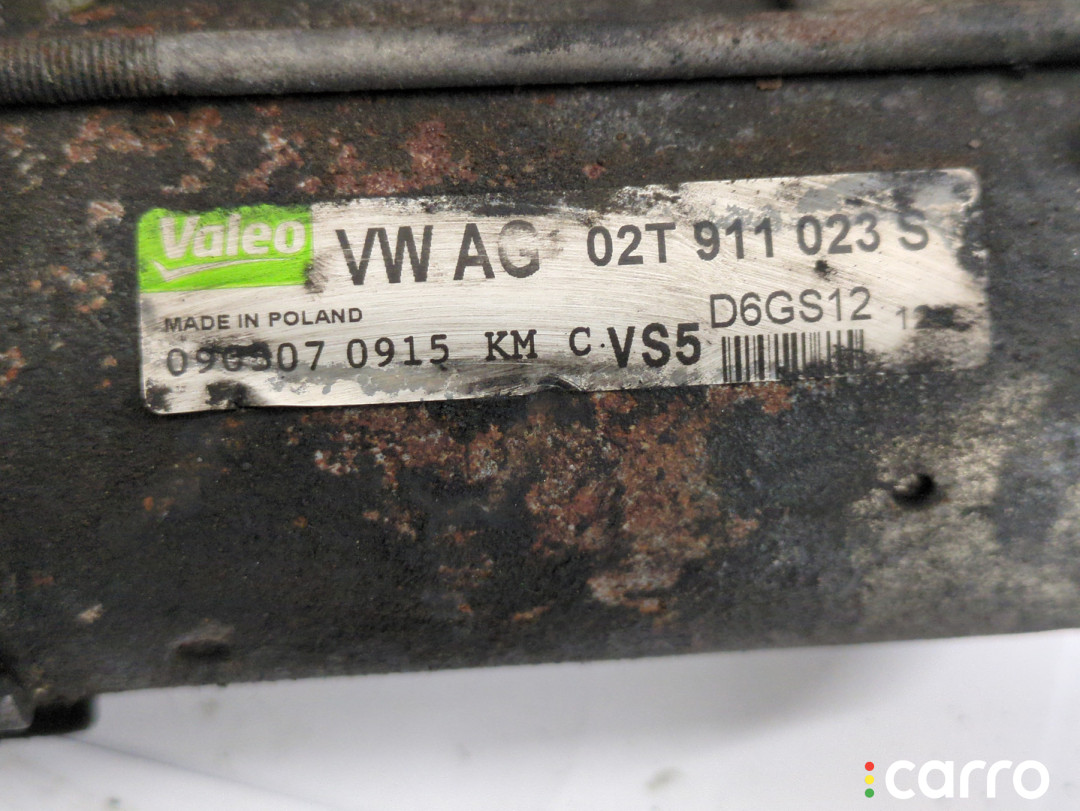 Valeo VW AG 02T 911 023 S
MADE IN POLAND D6GS12
0915 KM C VS5
carro